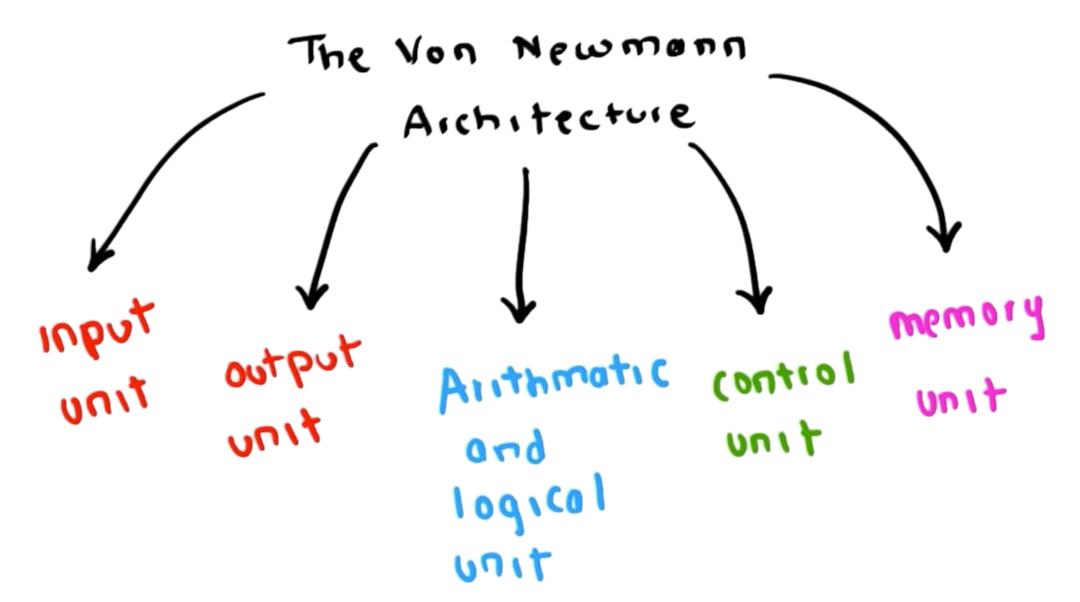 The Von Newmann
Architecture
input
unit
output
unit
Arithmatic
and
logical
unit
control
unit
memory
unit